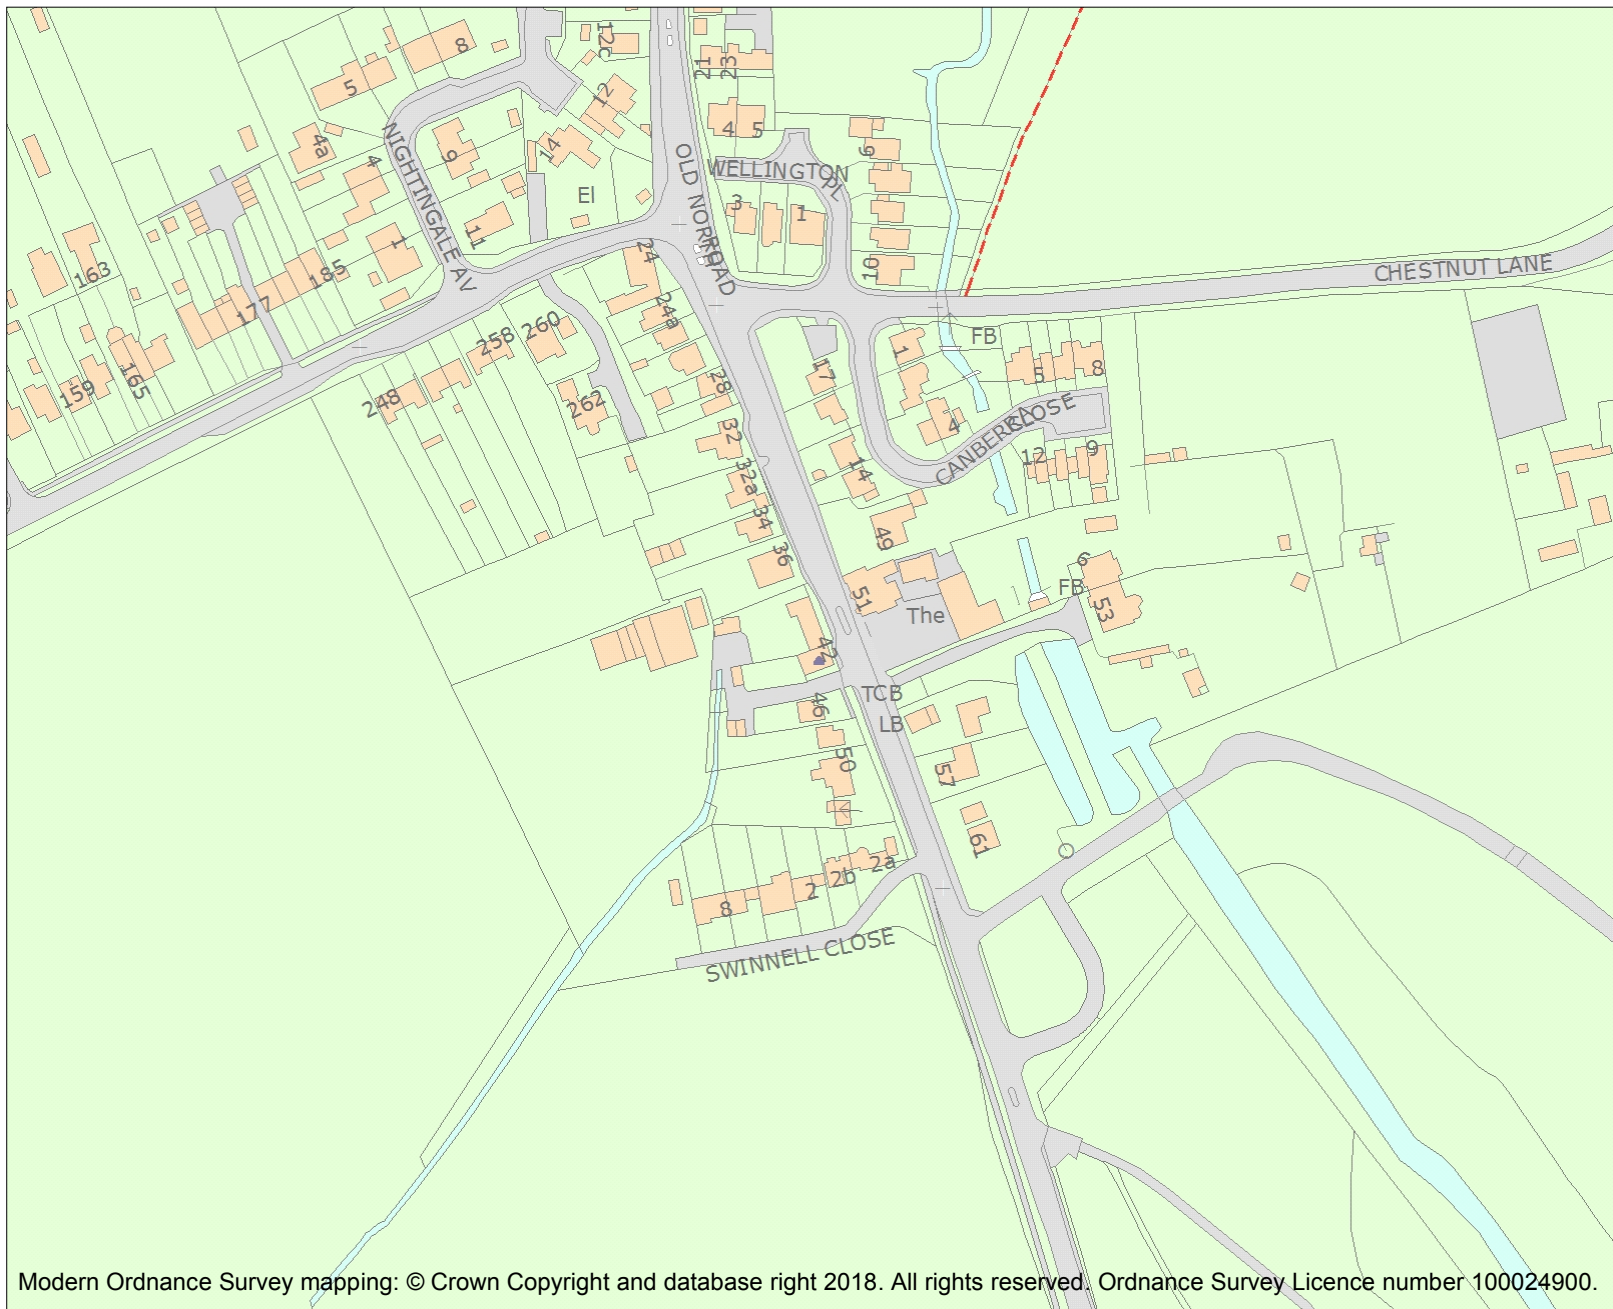 12c
8
21
23
5
12
4
5
4a
NIGHTINGALE AV
9
14
OLD NORTH
ROAD
WELLINGTON
PL
6
4
El
3
1
1
11
24
10
163
185
CHESTNUT LANE
177
24a
258
260
FB
1
165
17
5
8
159
28
248
262
CANBERRA
CLOSE
4
32
9
14
12
32a
34
49
36
6
FB
51
53
The
42
TCB
46
LB
50
57
61
2a
2b
2
8
SWINNELL CLOSE
Modern Ordnance Survey mapping: © Crown Copyright and database right 2018. All rights reserved. Ordnance Survey Licence number 100024900.